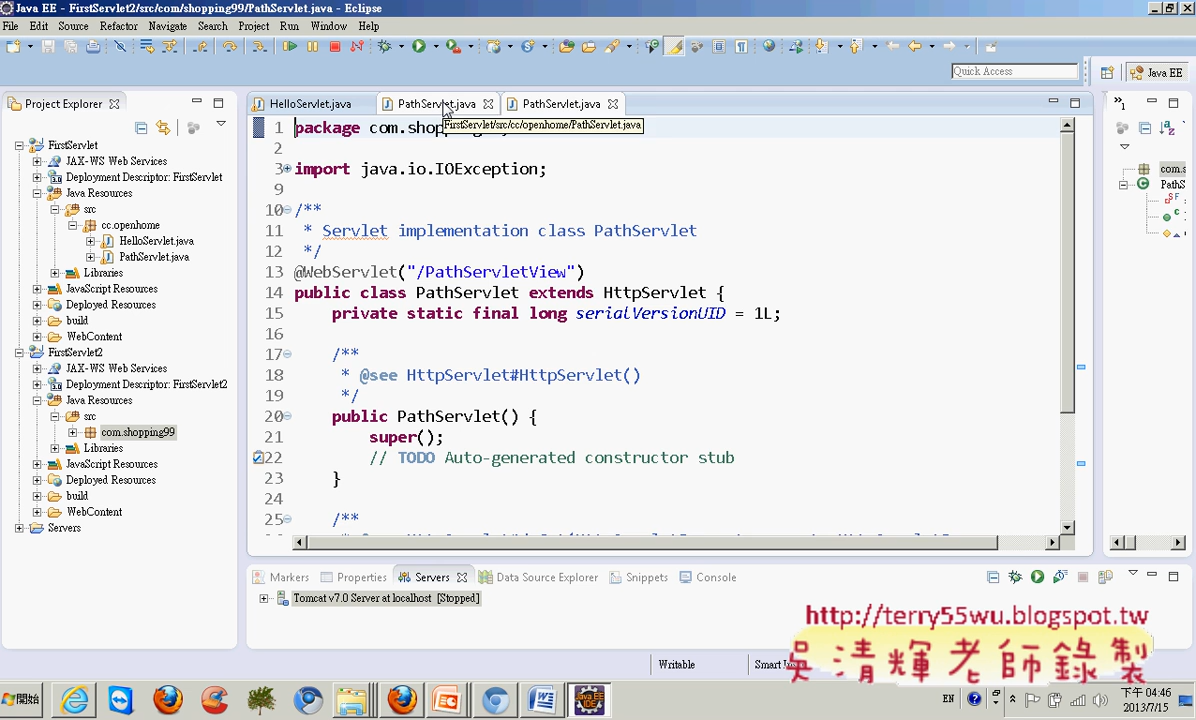 Java EE - FirstServlet2/src/com/shopping99/PathServlet.java - Eclipse
File Edit Source Refactor Navigate Search Project Run Window Help
Quick Access
Java EE
Project Explorer
HelloServlet.java
PathServlet.java
PathServlet.java
FirstServlet/src/cc/openhome/PathServlet.java
FirstServlet
JAX-WS Web Services
Deployment Descriptor: FirstServlet
Java Resources
src
cc.openhome
HelloServlet.java
PathServlet.java
Libraries
JavaScript Resources
Deployed Resources
build
WebContent
FirstServlet2
JAX-WS Web Services
Deployment Descriptor: FirstServlet2
Java Resources
src
com.shopping99
Libraries
JavaScript Resources
Deployed Resources
build
WebContent
Servers
1 package com.shopp
2
3 import java.io.IOException;
9
10 /**
11 * Servlet implementation class PathServlet
12 */
13 @WebServlet("/PathServletView")
14 public class PathServlet extends HttpServlet {
15 private static final long serialVersionUID = 1L;
16
17 /**
18 * @see HttpServlet#HttpServlet()
19 */
20 public PathServlet() {
21 super();
22 // TODO Auto-generated constructor stub
23 }
24
25 /**
com.s
PathS
Markers Properties Servers Data Source Explorer Snippets Console
Tomcat v7.0 Server at localhost [Stopped]
http://terry55wu.blogspot.tw
吳清輝老師錄製
Writable
Smart
開始
EN
下午 04:46
2013/7/15